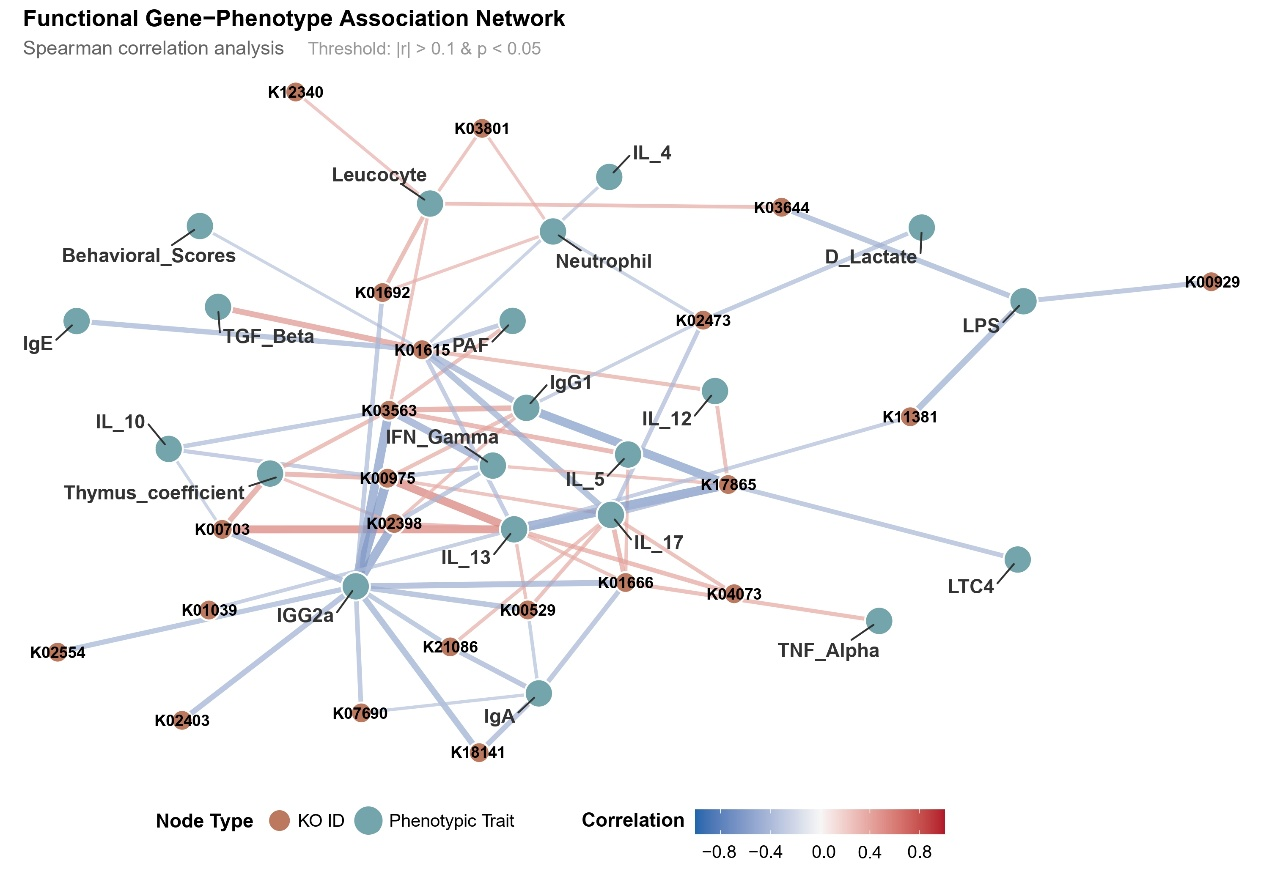 Functional Gene−Phenotype Association Network
Spearman correlation analysis Threshold: |r| > 0.1 & p < 0.05
K12340
K03801
IL_4
Leucocyte
K03644
Behavioral_Scores
Neutrophil
D_Lactate
K00929
K01692
K02473
LPS
IgE
TGF_Beta
K01615
PAF
IgG1
IL_12
K03563
K11381
IL_10
IFN_Gamma
IL_5
K17865
Thymus_coefficient
K00975
K00703
K02398
IL_13
IL_17
K01666
LTC4
K04073
K01039
IGG2a
K00529
K02554
K21086
TNF_Alpha
K02403
K07690
IgA
K18141
Node Type KO ID Phenotypic Trait Correlation
−0.8 −0.4 0.0 0.4 0.8